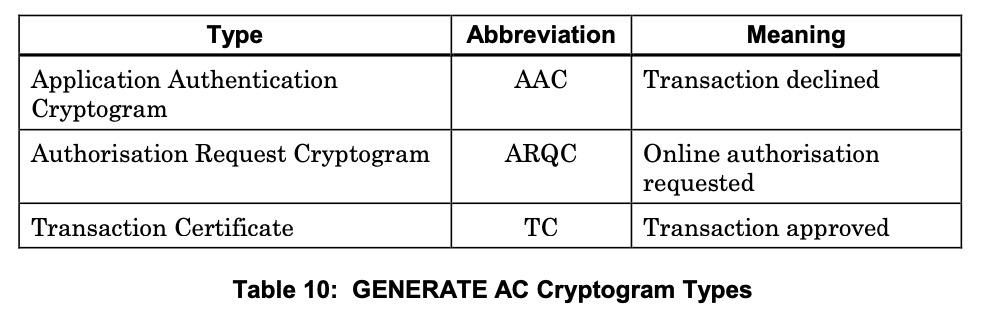 Type Abbreviation Meaning
Application Authentication AAC Transaction declined
Cryptogram
Authorisation Request Cryptogram ARQC Online authorisation
requested
Transaction Certificate TC Transaction approved
Table 10: GENERATE AC Cryptogram Types